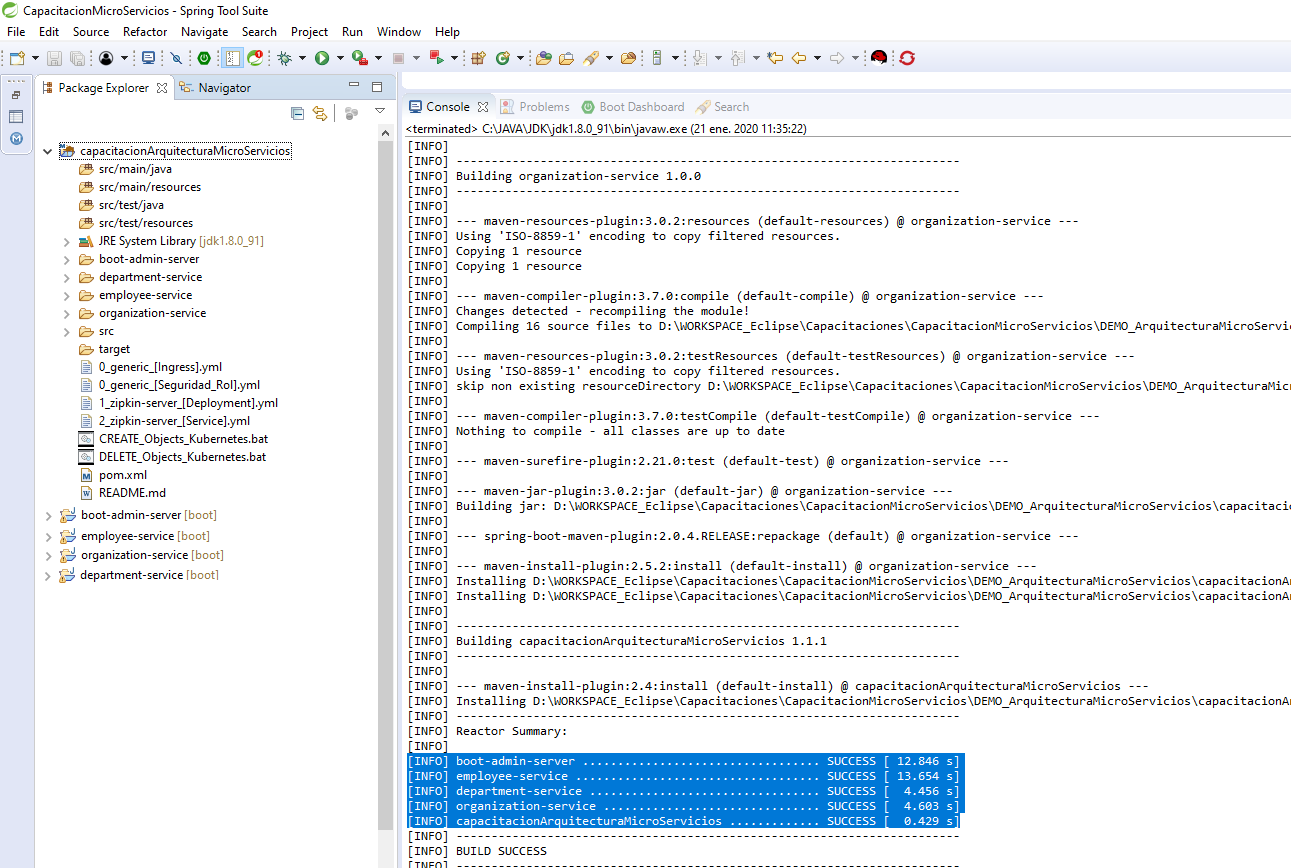 CapacitacionMicroServicios - Spring Tool Suite
File Edit Source Refactor Navigate Search Project Run Window Help
Package Explorer Navigator
capacitacionArquitecturaMicroServicios
src/main/java
src/main/resources
src/test/java
src/test/resources
JRE System Library [jdk1.8.0_91]
boot-admin-server
department-service
employee-service
organization-service
src
target
0_generic_[Ingress].yml
0_generic_[Seguridad_Rol].yml
1_zipkin-server_[Deployment].yml
2_zipkin-server_[Service].yml
CREATE_Objects_Kubernetes.bat
DELETE_Objects_Kubernetes.bat
pom.xml
README.md
boot-admin-server [boot]
employee-service [boot]
organization-service [boot]
department-service [boot]
Console Problems Boot Dashboard Search
<terminated> C:\JAVA\JDK\jdk1.8.0_91\bin\javaw.exe (21 ene. 2020 11:35:22)
[INFO]
[INFO] ------------------------------------------------------------------------
[INFO] Building organization-service 1.0.0
[INFO] ------------------------------------------------------------------------
[INFO]
[INFO] --- maven-resources-plugin:3.0.2:resources (default-resources) @ organization-service ---
[INFO] Using 'ISO-8859-1' encoding to copy filtered resources.
[INFO] Copying 1 resource
[INFO] Copying 1 resource
[INFO]
[INFO] --- maven-compiler-plugin:3.7.0:compile (default-compile) @ organization-service ---
[INFO] Changes detected - recompiling the module!
[INFO] Compiling 16 source files to D:\WORKSPACE_Eclipse\Capacitaciones\CapacitacionMicroServicios\DEMO_ArquitecturaMicroServic
[INFO]
[INFO] --- maven-resources-plugin:3.0.2:testResources (default-testResources) @ organization-service ---
[INFO] Using 'ISO-8859-1' encoding to copy filtered resources.
[INFO] skip non existing resourceDirectory D:\WORKSPACE_Eclipse\Capacitaciones\CapacitacionMicroServicios\DEMO_ArquitecturaMic
[INFO]
[INFO] --- maven-compiler-plugin:3.7.0:testCompile (default-testCompile) @ organization-service ---
[INFO] Nothing to compile - all classes are up to date
[INFO]
[INFO] --- maven-surefire-plugin:2.21.0:test (default-test) @ organization-service ---
[INFO]
[INFO] --- maven-jar-plugin:3.0.2:jar (default-jar) @ organization-service ---
[INFO] Building jar: D:\WORKSPACE_Eclipse\Capacitaciones\CapacitacionMicroServicios\DEMO_ArquitecturaMicroServicios\capacitacio
[INFO]
[INFO] --- spring-boot-maven-plugin:2.0.4.RELEASE:repackage (default) @ organization-service ---
[INFO]
[INFO] --- maven-install-plugin:2.5.2:install (default-install) @ organization-service ---
[INFO] Installing D:\WORKSPACE_Eclipse\Capacitaciones\CapacitacionMicroServicios\DEMO_ArquitecturaMicroServicios\capacitacionA
[INFO] Installing D:\WORKSPACE_Eclipse\Capacitaciones\CapacitacionMicroServicios\DEMO_ArquitecturaMicroServicios\capacitacionA
[INFO]
[INFO] ------------------------------------------------------------------------
[INFO] Building capacitacionArquitecturaMicroServicios 1.1.1
[INFO] ------------------------------------------------------------------------
[INFO]
[INFO] --- maven-install-plugin:2.4:install (default-install) @ capacitacionArquitecturaMicroServicios ---
[INFO] Installing D:\WORKSPACE_Eclipse\Capacitaciones\CapacitacionMicroServicios\DEMO_ArquitecturaMicroServicios\capacitacionA
[INFO] ------------------------------------------------------------------------
[INFO] Reactor Summary:
[INFO]
[INFO] boot-admin-server .................................. SUCCESS [ 12.846 s]
[INFO] employee-service ................................... SUCCESS [ 13.654 s]
[INFO] department-service ................................. SUCCESS [  4.456 s]
[INFO] organization-service ............................... SUCCESS [  4.603 s]
[INFO] capacitacionArquitecturaMicroServicios ............. SUCCESS [  0.429 s]
[INFO] ------------------------------------------------------------------------
[INFO] BUILD SUCCESS
[INFO] ------------------------------------------------------------------------